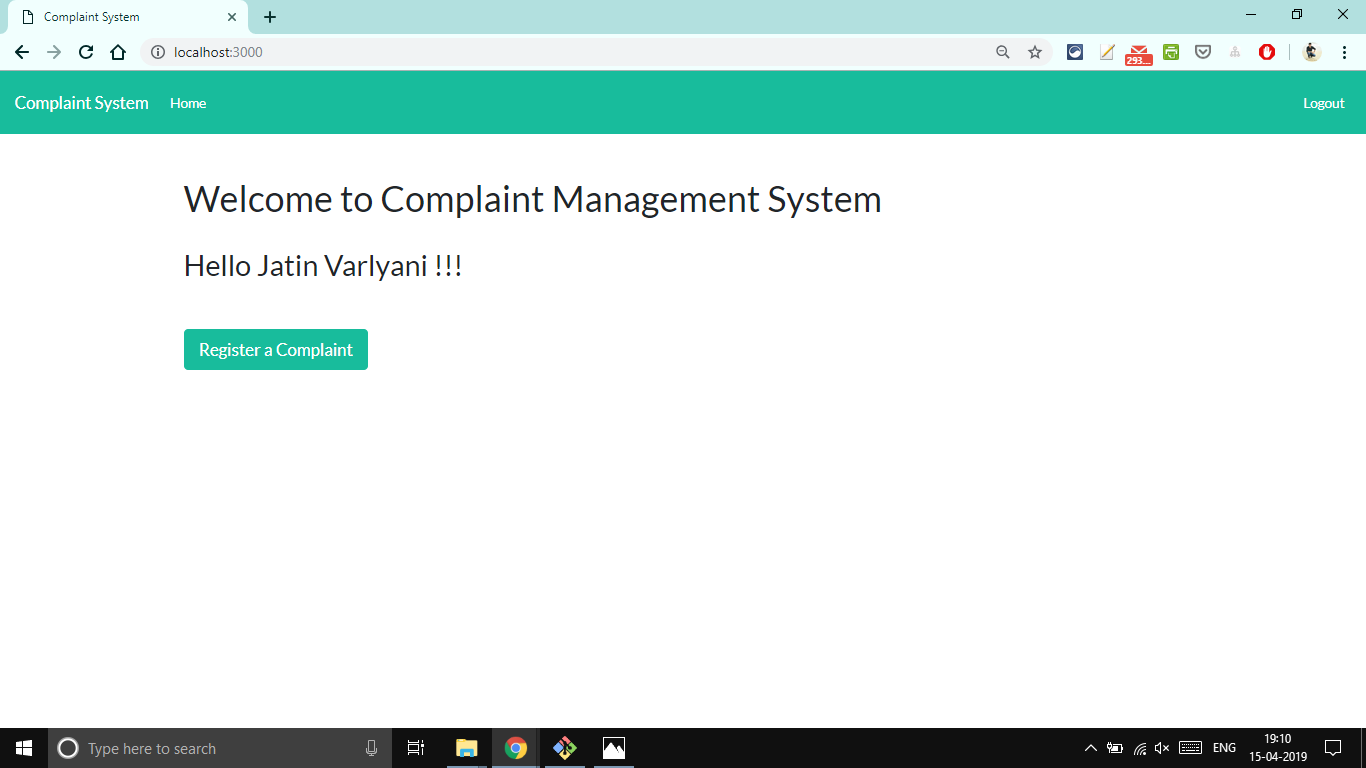 Complaint System
localhost:3000
293...
Complaint System Home Logout
Welcome to Complaint Management System
Hello Jatin Varlyani !!!
Register a Complaint
Type here to search
ENG
19:10
15-04-2019